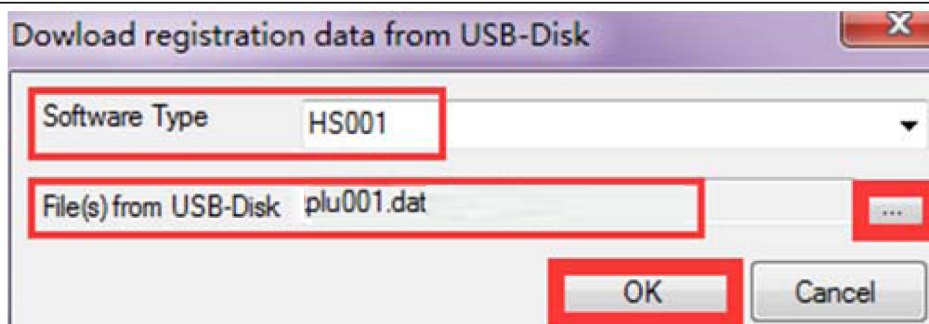 Dowload registration data from USB-Disk
Software Type HS001
File(s) from USB-Disk plu001.dat ...
OK Cancel